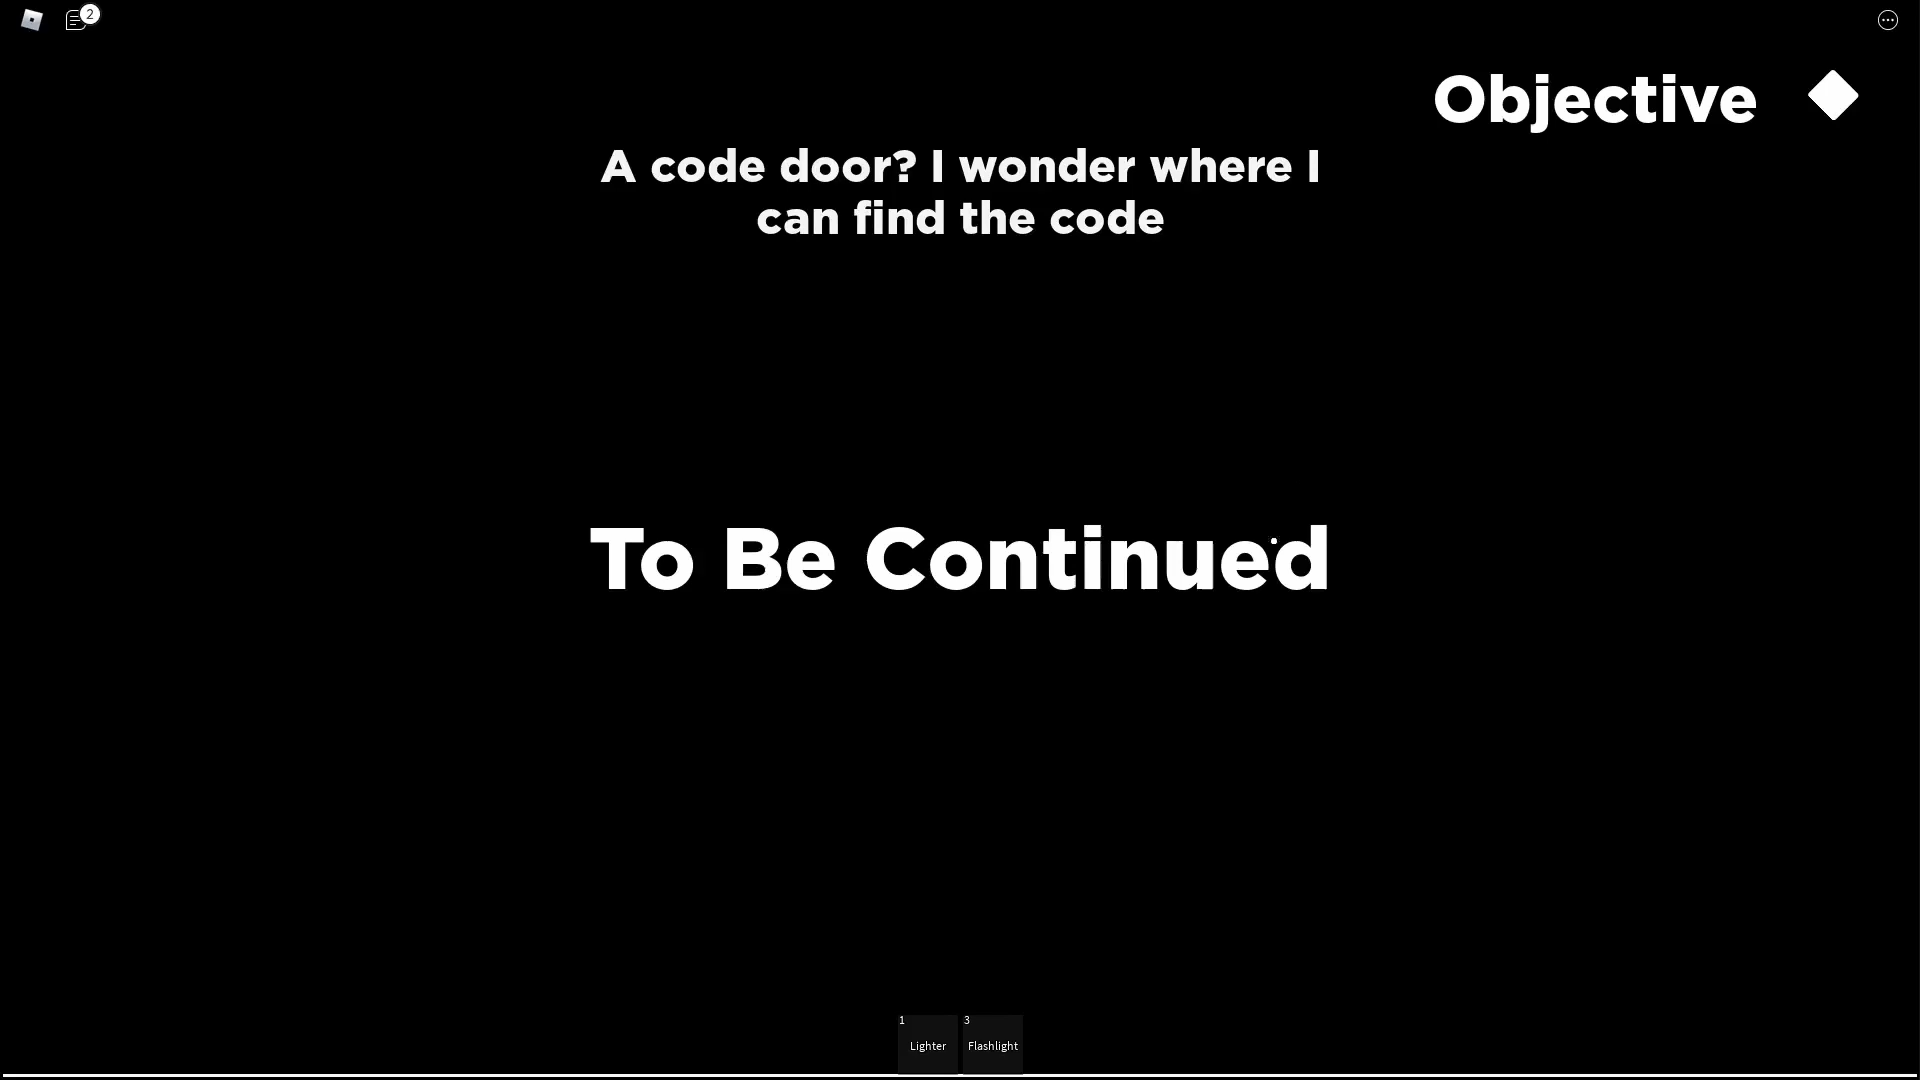 2
Objective
A code door? I wonder where I
can find the code
To Be Continued
1
Lighter
3
Flashlight